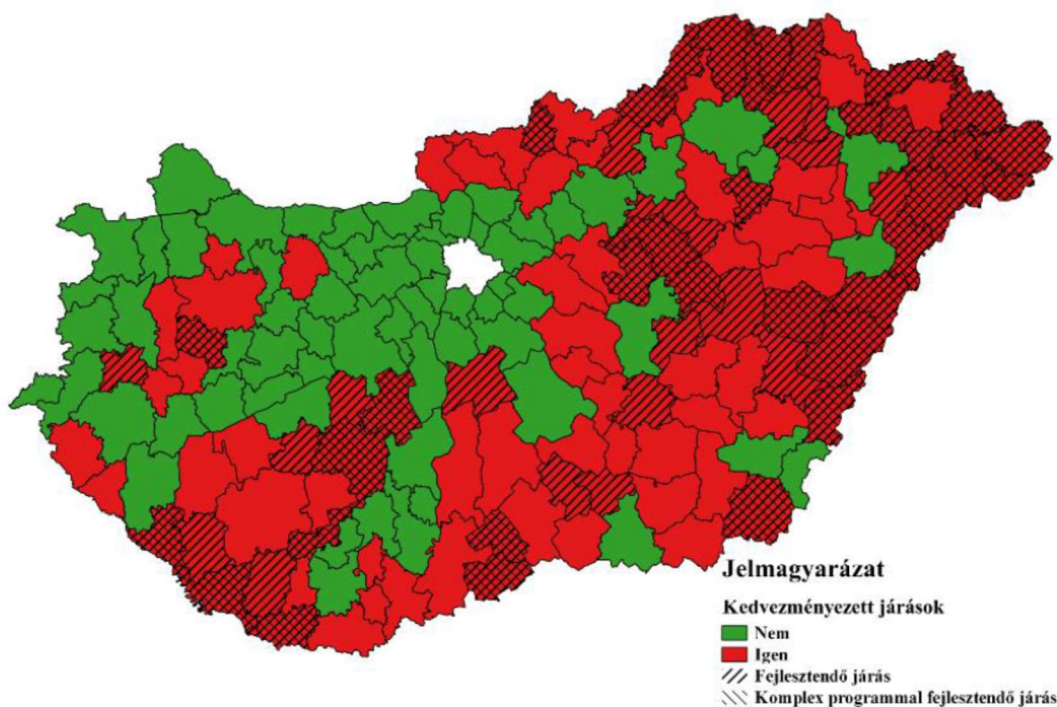 Jelmagyarázat
Kedvezményezett járások
Nem
Igen
Fejlesztendő járás
Komplex programmal fejlesztendő járás